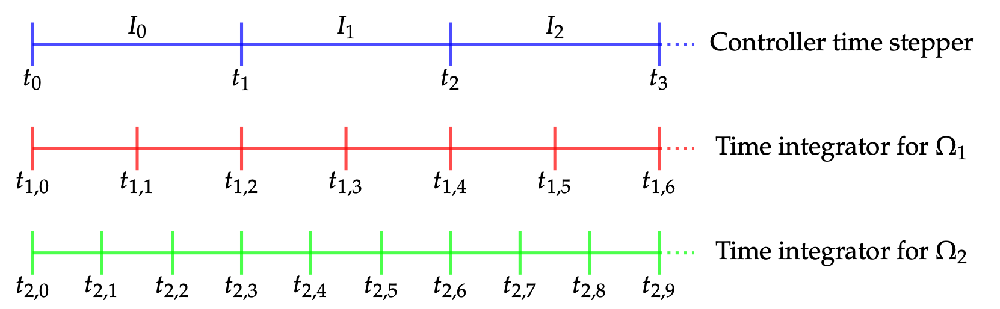 I₀ I₁ I₂
Controller time stepper
t₀ t₁ t₂ t₃
Time integrator for Ω₁
t₁,₀ t₁,₁ t₁,₂ t₁,₃ t₁,₄ t₁,₅ t₁,₆
Time integrator for Ω₂
t₂,₀ t₂,₁ t₂,₂ t₂,₃ t₂,₄ t₂,₅ t₂,₆ t₂,₇ t₂,₈ t₂,₉